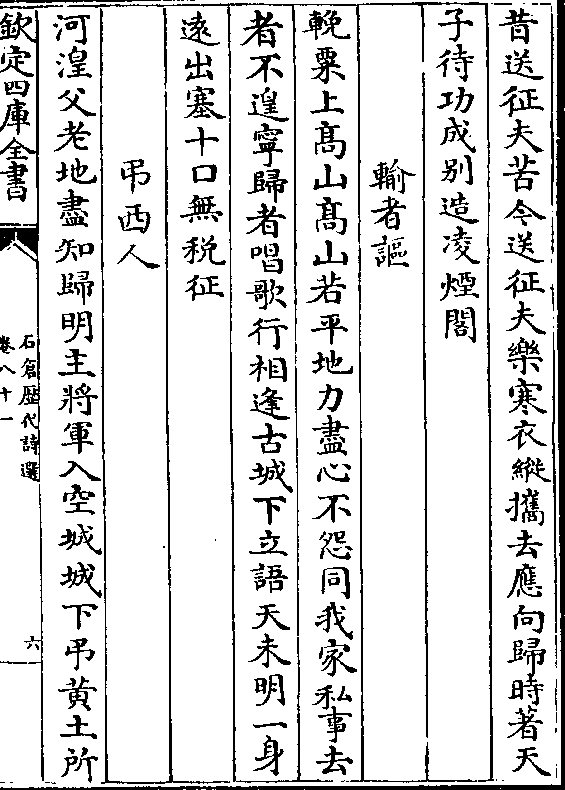 昔送征夫苦今送征夫樂寒衣縱攜去應向歸時著天
子待功成别造凌煙閣
輸者謳
輓粟上髙山髙山若平地力盡心不怨同我家私事去
者不遑寧歸者唱歌行相逢古城下立語天未明一身
遠出塞十口無税征
弔西人
河湟父老地盡知歸明主將軍入空城城下弔黄土所
欽定四庫全書
石倉歴代詩選
卷八十一
六